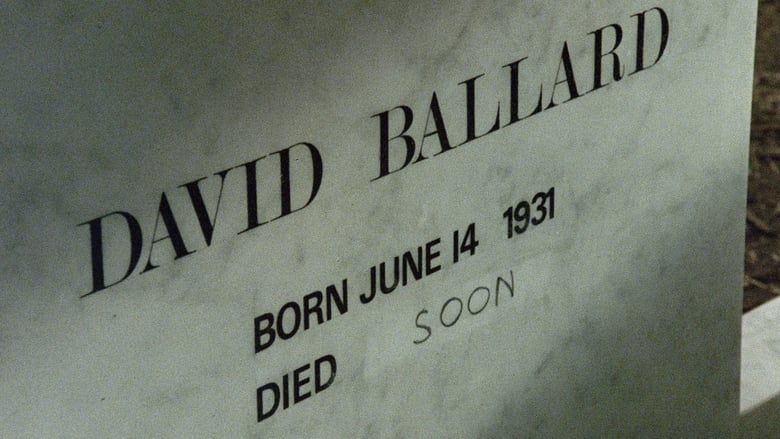 DAVID BALLARD
BORN JUNE 14 1931
DIED SOON